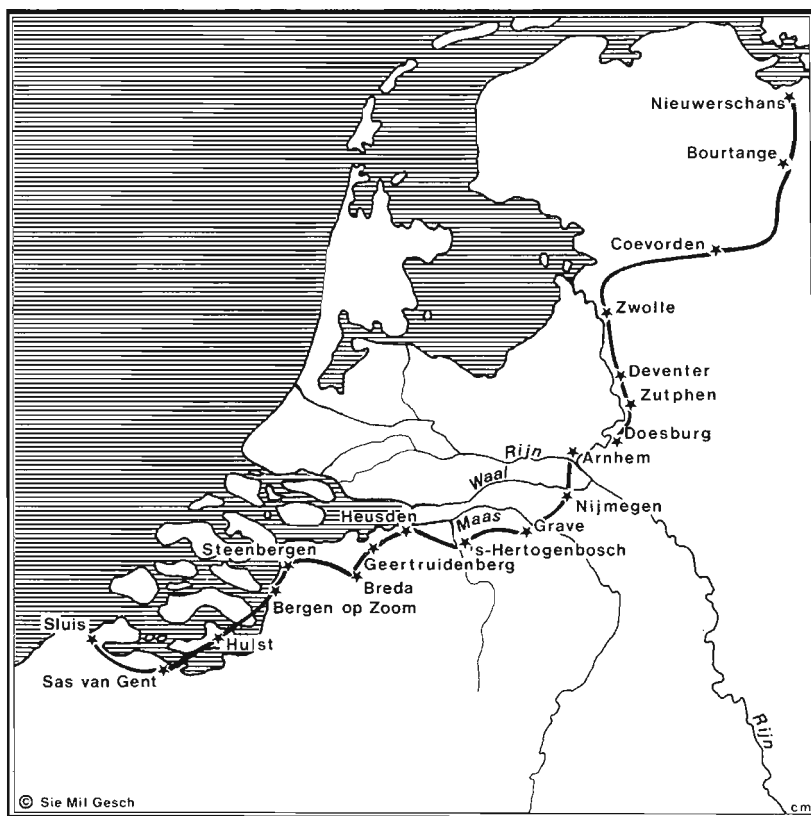 Nieuwerschans
Bourtange
Coevorden
Zwolle
Deventer
Zutphen
Doesburg
Rijn
Arnhem
Waal
Nijmegen
Maas
Heusden
Grave
's-Hertogenbosch
Steenbergen
Geertruidenberg
Breda
Bergen op Zoom
Sluis
Hulst
Sas van Gent
Rijn
© Sie Mil Gesch
cm